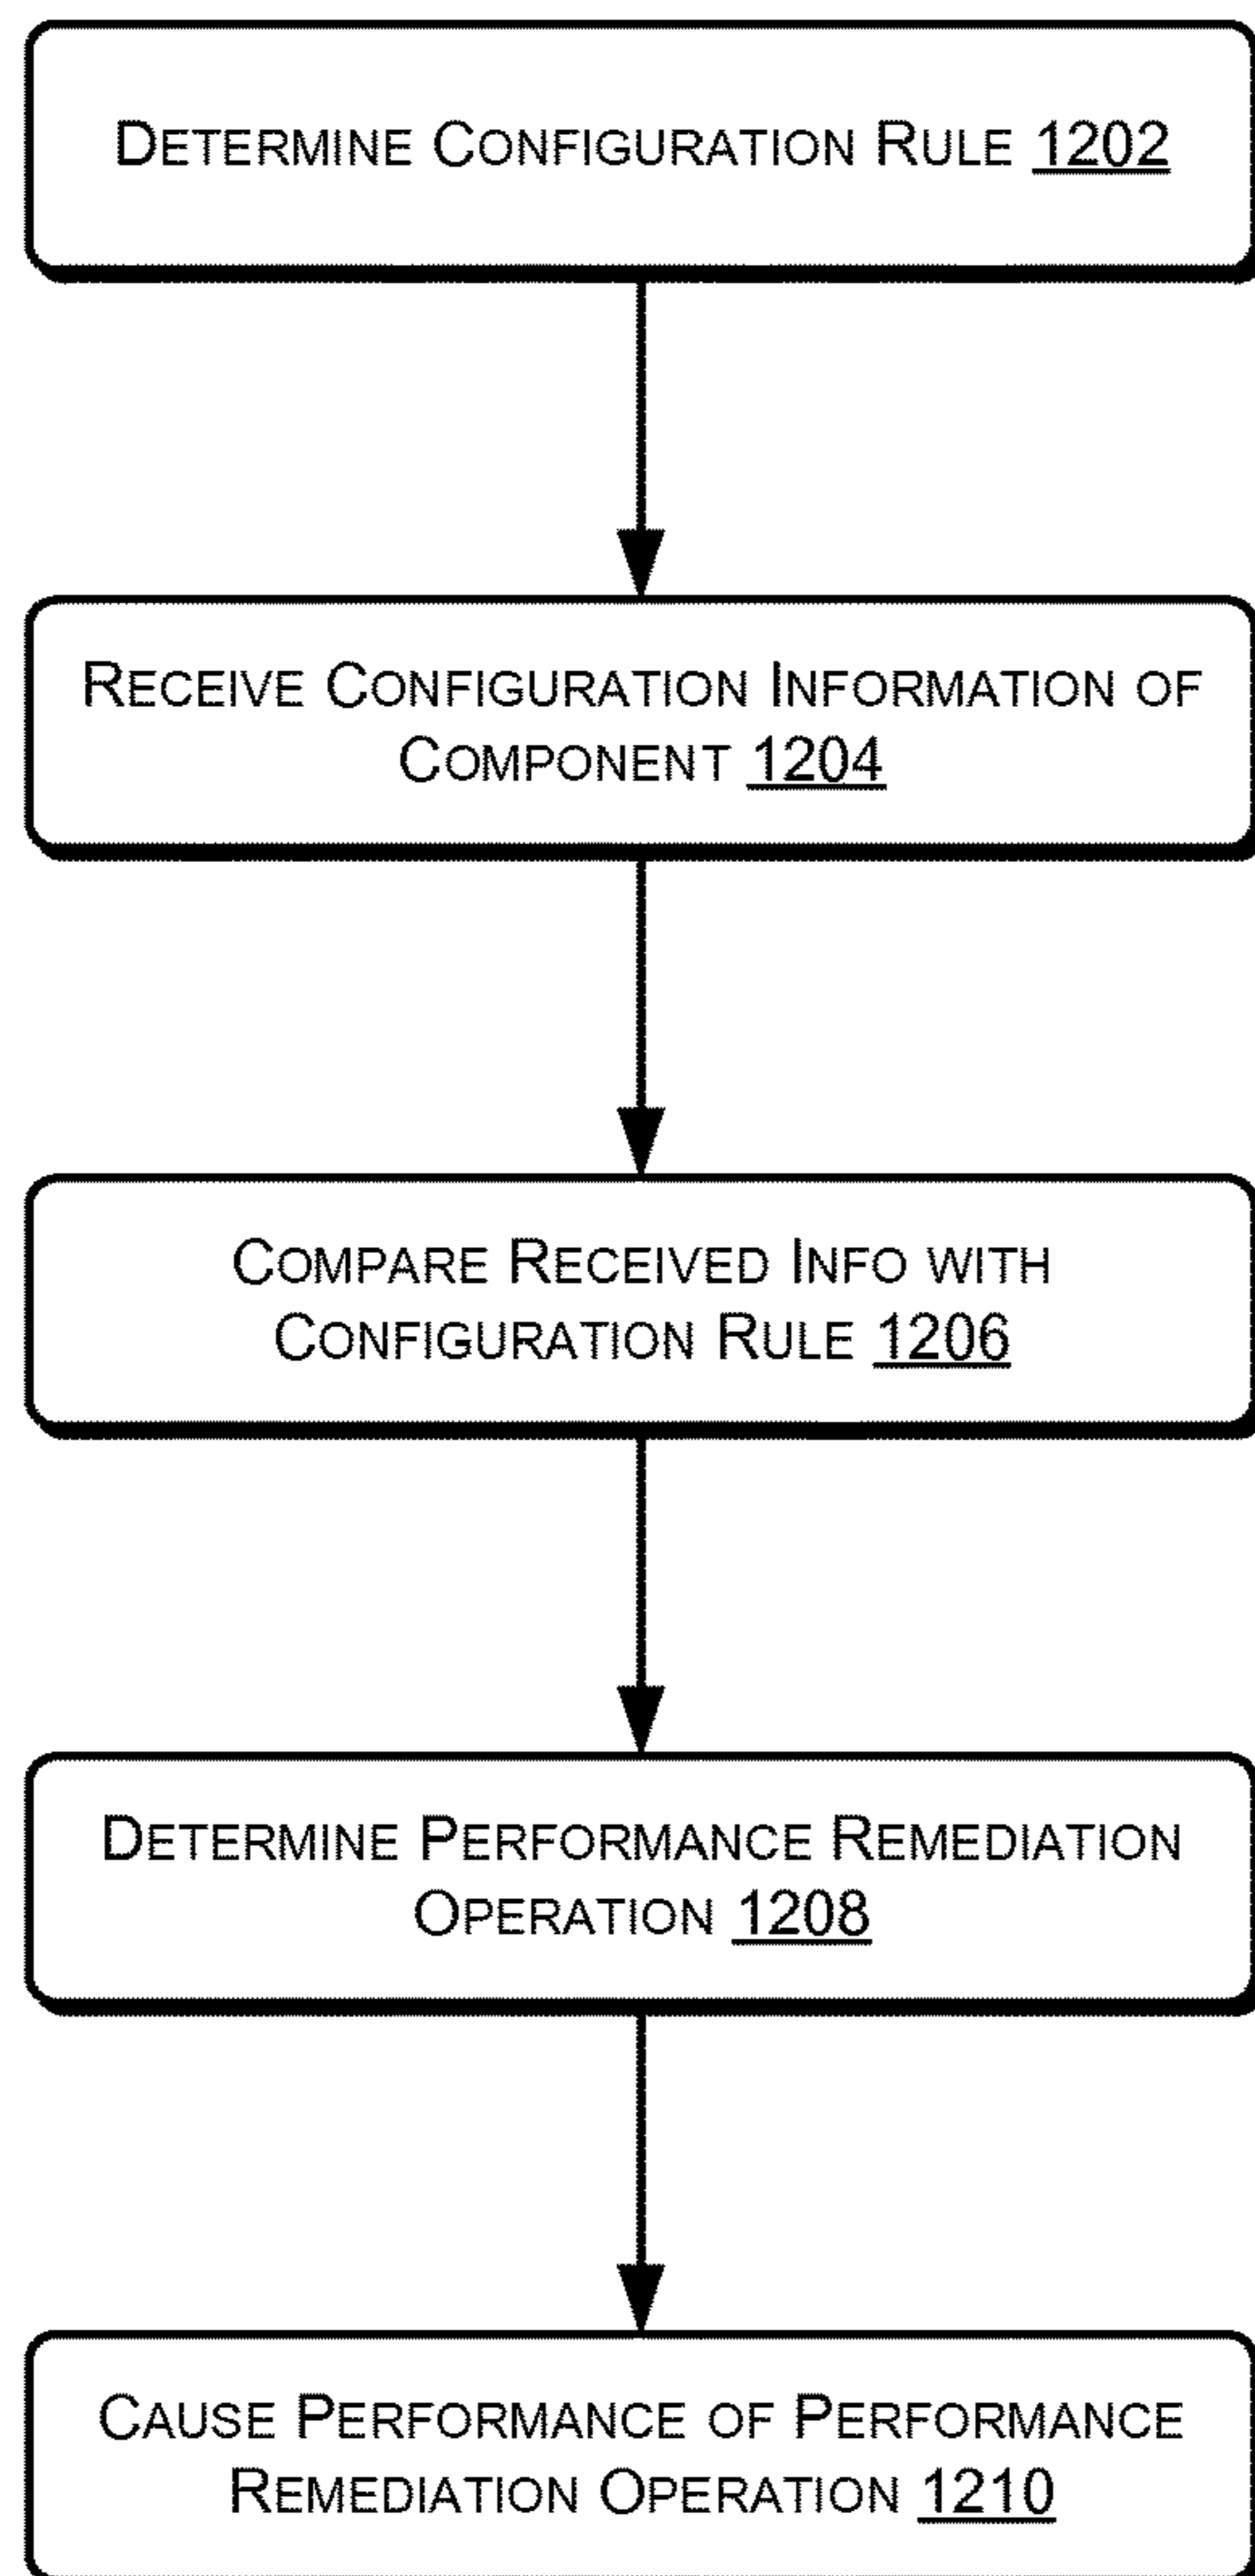 DETERMINE CONFIGURATION RULE 1202
RECEIVE CONFIGURATION INFORMATION OF
COMPONENT 1204
COMPARE RECEIVED INFO WITH
CONFIGURATION RULE 1206
DETERMINE PERFORMANCE REMEDIATION
OPERATION 1208
CAUSE PERFORMANCE OF PERFORMANCE
REMEDIATION OPERATION 1210